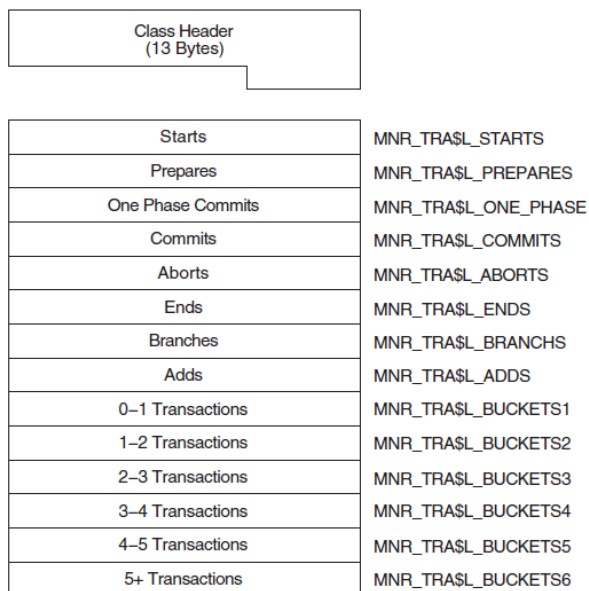 Class Header
(13 Bytes)
Starts MNR_TRA$L_STARTS
Prepares MNR_TRA$L_PREPARES
One Phase Commits MNR_TRA$L_ONE_PHASE
Commits MNR_TRA$L_COMMITS
Aborts MNR_TRA$L_ABORTS
Ends MNR_TRA$L_ENDS
Branches MNR_TRA$L_BRANCHS
Adds MNR_TRA$L_ADDS
0–1 Transactions MNR_TRA$L_BUCKETS1
1–2 Transactions MNR_TRA$L_BUCKETS2
2–3 Transactions MNR_TRA$L_BUCKETS3
3–4 Transactions MNR_TRA$L_BUCKETS4
4–5 Transactions MNR_TRA$L_BUCKETS5
5+ Transactions MNR_TRA$L_BUCKETS6